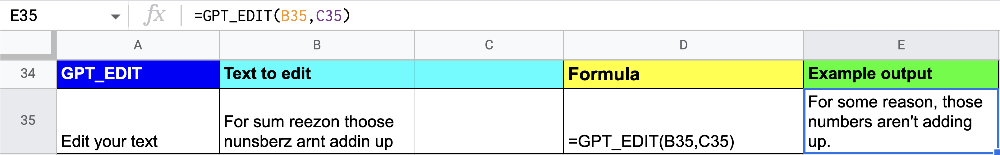 E35 fx =GPT_EDIT(B35,C35)
A B C D E
34 GPT_EDIT Text to edit Formula Example output
35 Edit your text
For sum reezon thoose
nunsberz arnt addin up
=GPT_EDIT(B35,C35)
For some reason, those
numbers aren't adding
up.